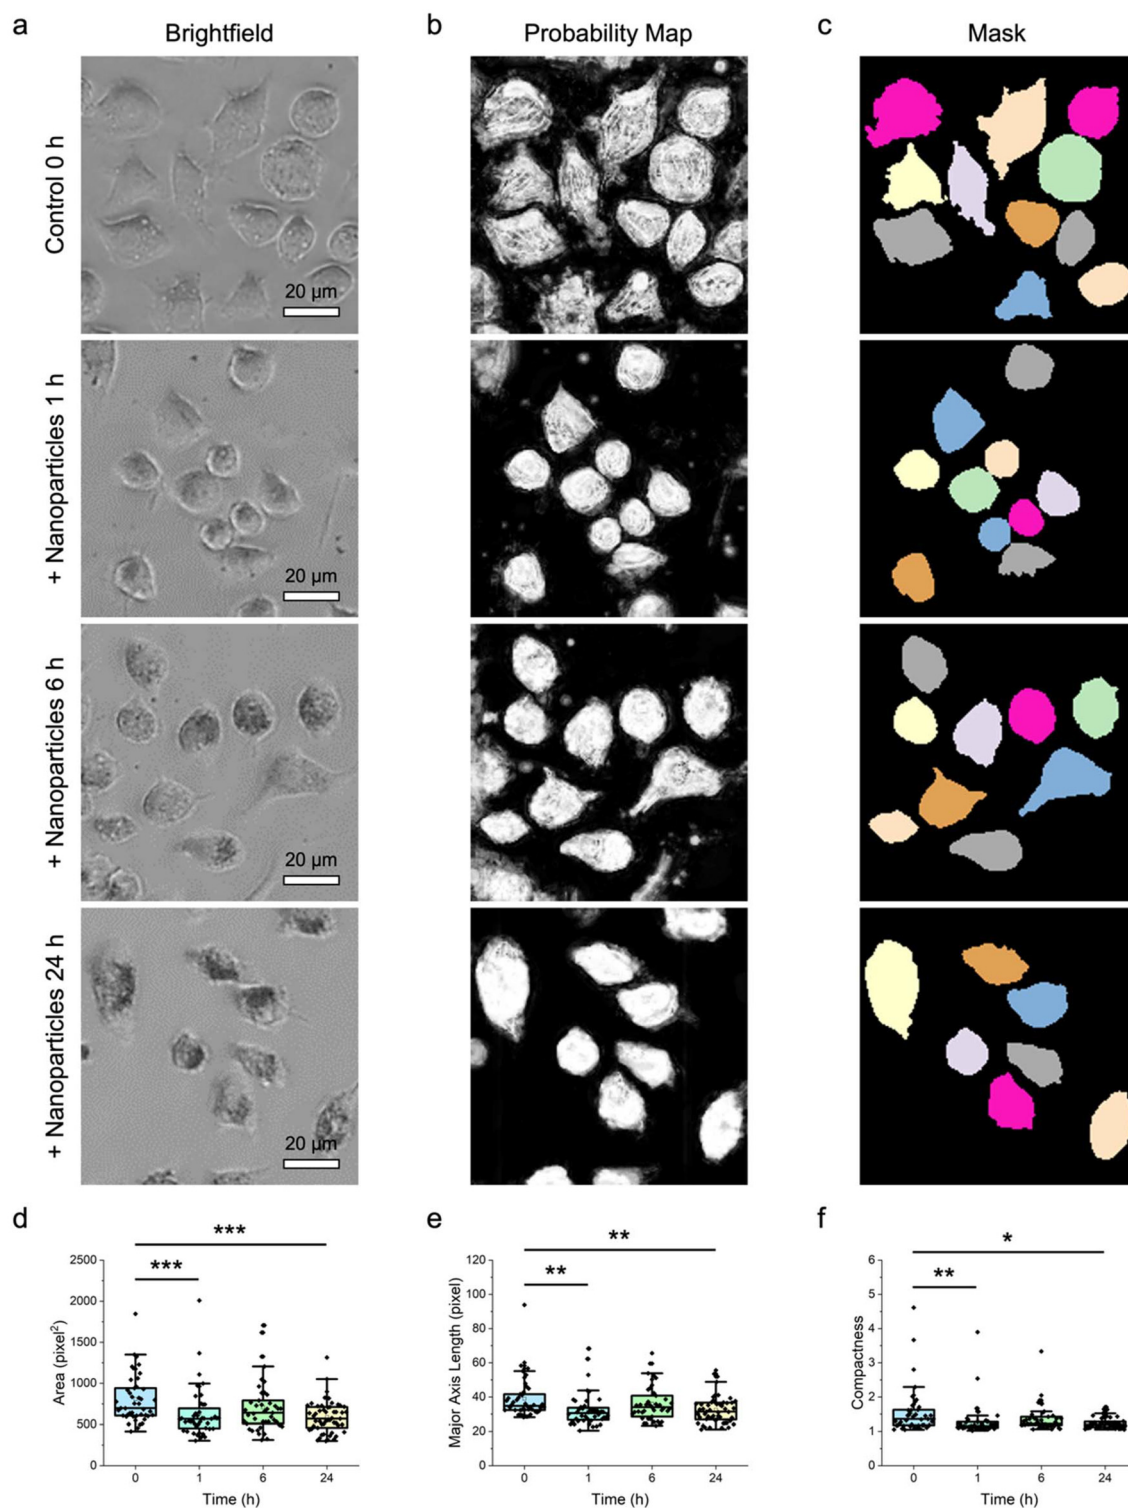 a
Brightfield
b
Probability Map
c
Mask
Control 0 h
20 µm
+ Nanoparticles 1 h
20 µm
+ Nanoparticles 6 h
20 µm
+ Nanoparticles 24 h
20 µm
d
***
***
2500
2000
1500
1000
500
0
Area (pixel²)
0 1 6 24
Time (h)
e
**
**
120
100
80
60
40
20
0
Major Axis Length (pixel)
0 1 6 24
Time (h)
f
*
**
6
5
4
3
2
1
0
Compactness
0 1 6 24
Time (h)